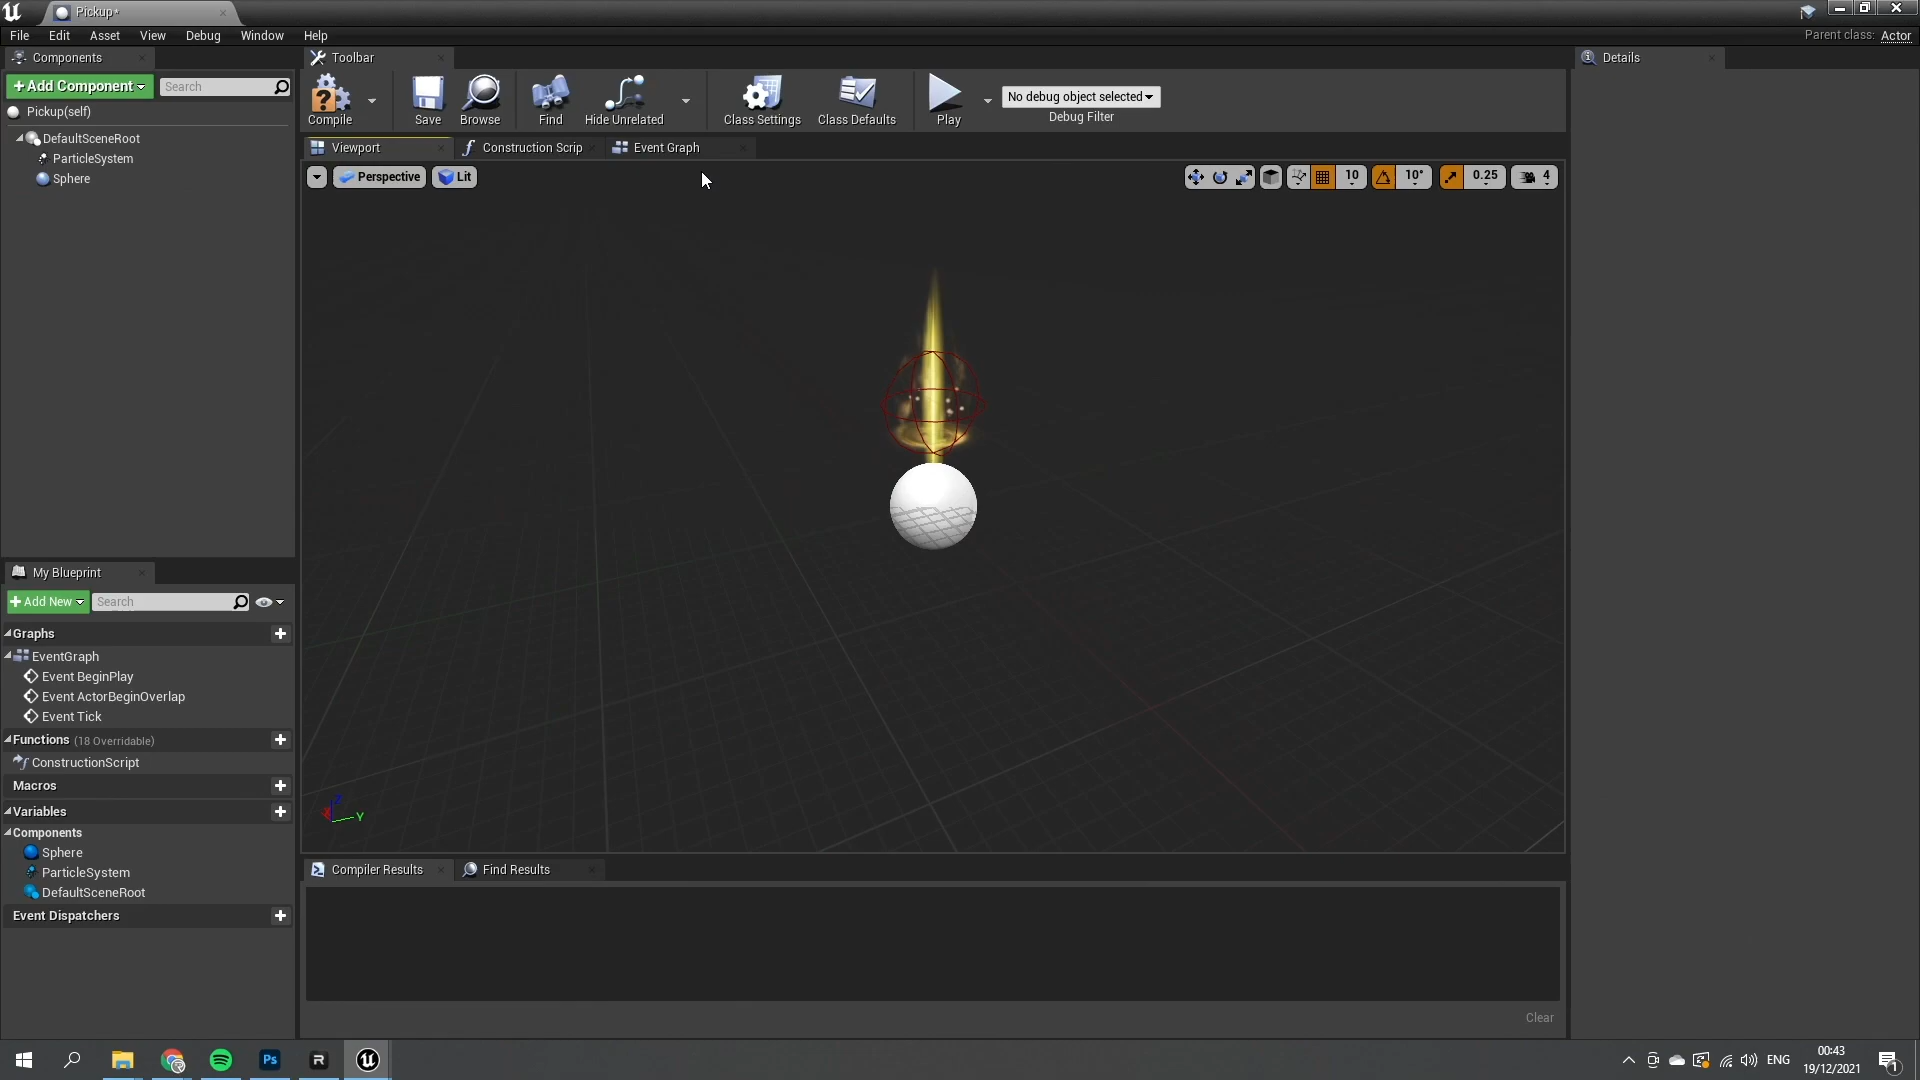 Pickup*
File Edit Asset View Debug Window Help
Parent class: Actor
Components
Toolbar
Details
+ Add Component
Search
Compile
Save
Browse
Find
Hide Unrelated
Class Settings
Class Defaults
Play
No debug object selected
Debug Filter
Pickup(self)
DefaultSceneRoot
ParticleSystem
Sphere
Viewport
Construction Scrip
Event Graph
Perspective
Lit
10
10°
0.25
4
Z
Y
My Blueprint
+ Add New
Search
Graphs
EventGraph
Event BeginPlay
Event ActorBeginOverlap
Event Tick
Functions (18 Overridable)
ConstructionScript
Macros
Variables
Components
Sphere
ParticleSystem
DefaultSceneRoot
Event Dispatchers
Compiler Results
Find Results
Clear
Ps
R
ENG
00:43
19/12/2021
1